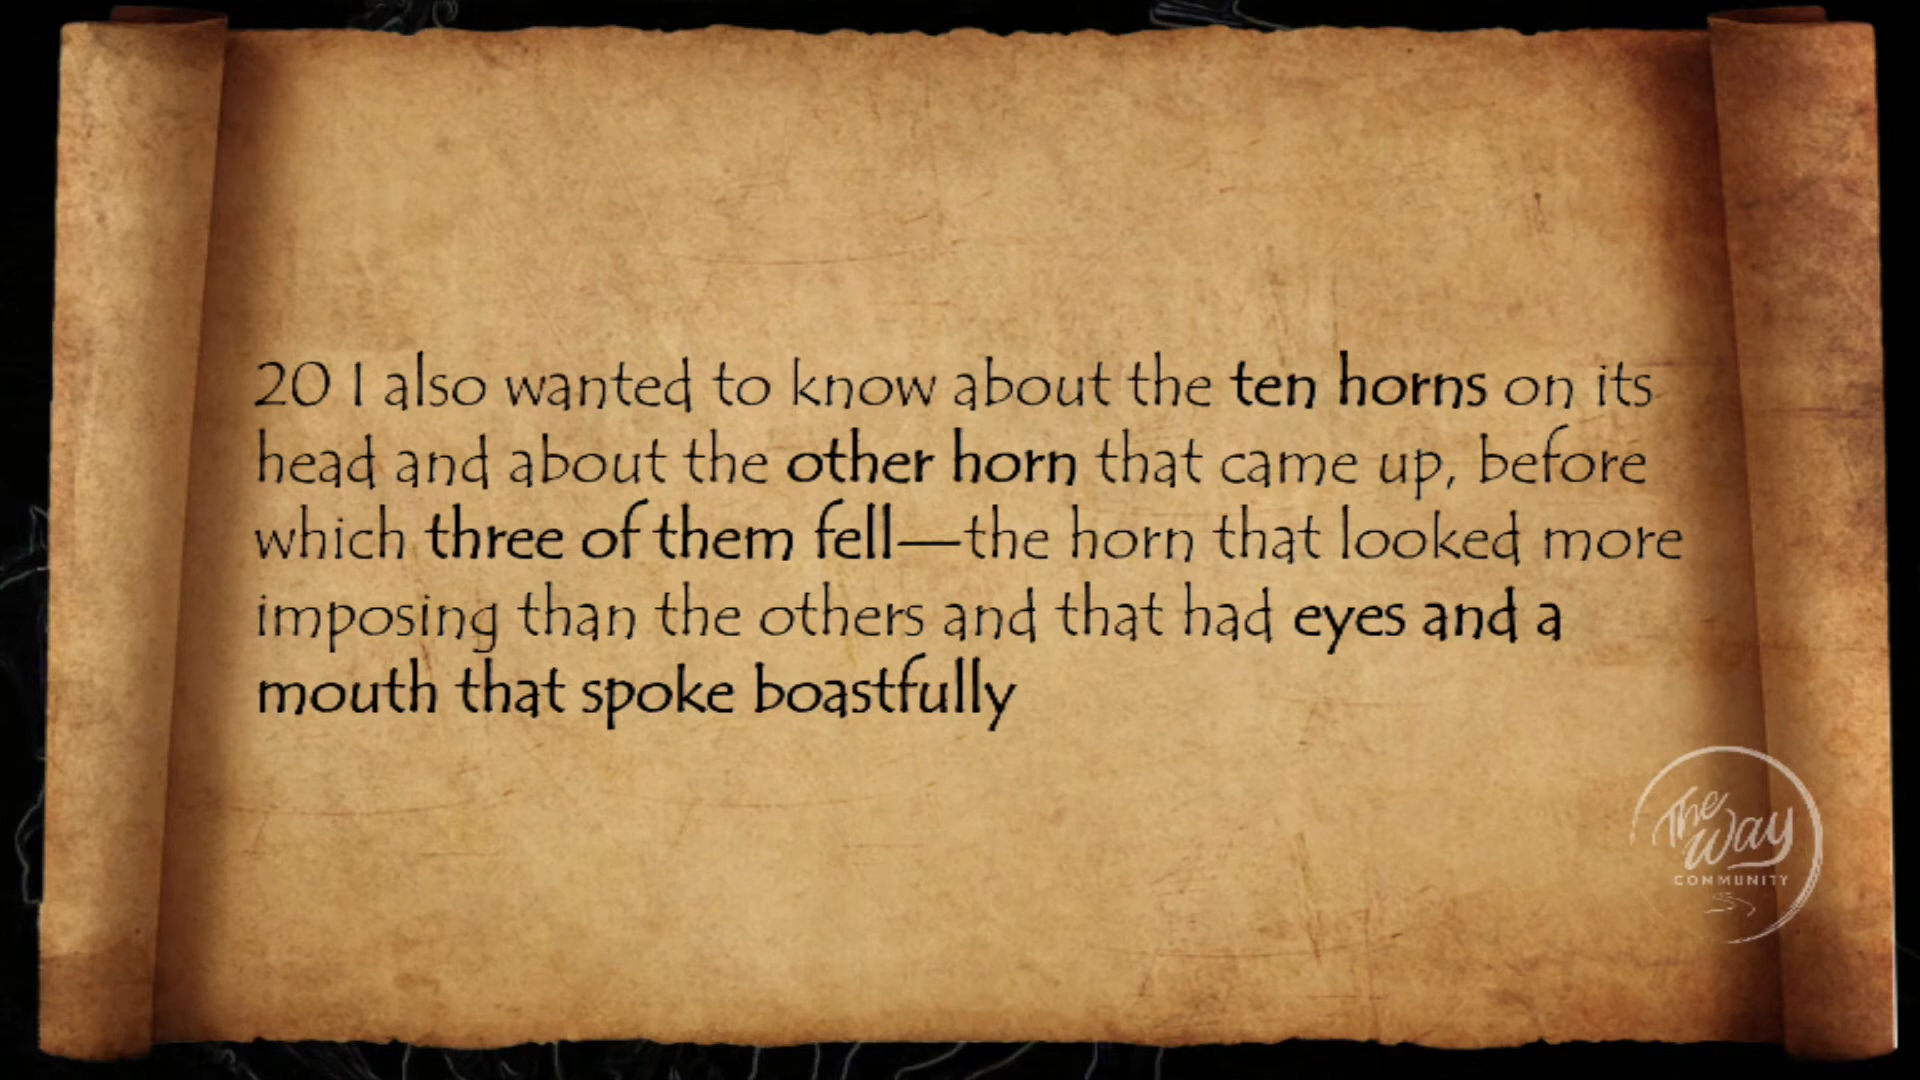 20 I also wanted to know about the ten horns on its
head and about the other horn that came up, before
which three of them fell—the horn that looked more
imposing than the others and that had eyes and a
mouth that spoke boastfully
The
Way
COMMUNITY